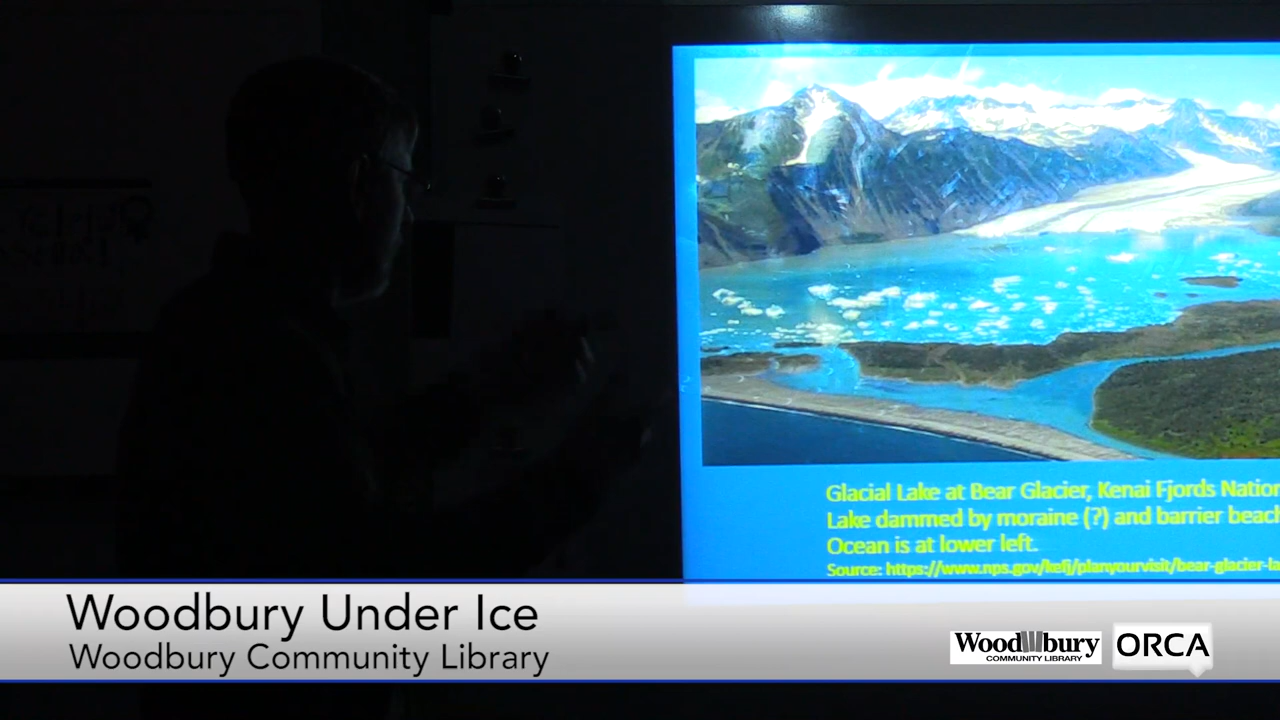 Glacial Lake at Bear Glacier, Kenai Fjords Nation
Lake dammed by moraine (?) and barrier beach
Ocean is at lower left.
Source: https://www.nps.gov/kefj/planyourvisit/bear-glacier-la
Woodbury Under Ice
Woodbury Community Library
Woodbury
COMMUNITY LIBRARY
ORCA